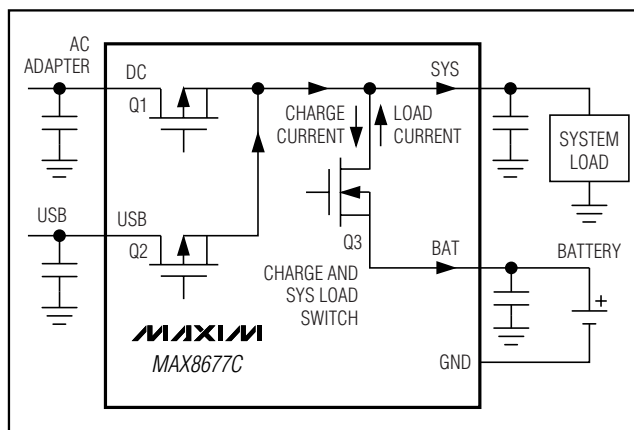 AC
ADAPTER
DC
Q1
SYS
CHARGE
CURRENT
LOAD
CURRENT
SYSTEM
LOAD
USB
USB
Q2
Q3
CHARGE AND
SYS LOAD
SWITCH
BAT
BATTERY
+
MAXIM
MAX8677C
GND